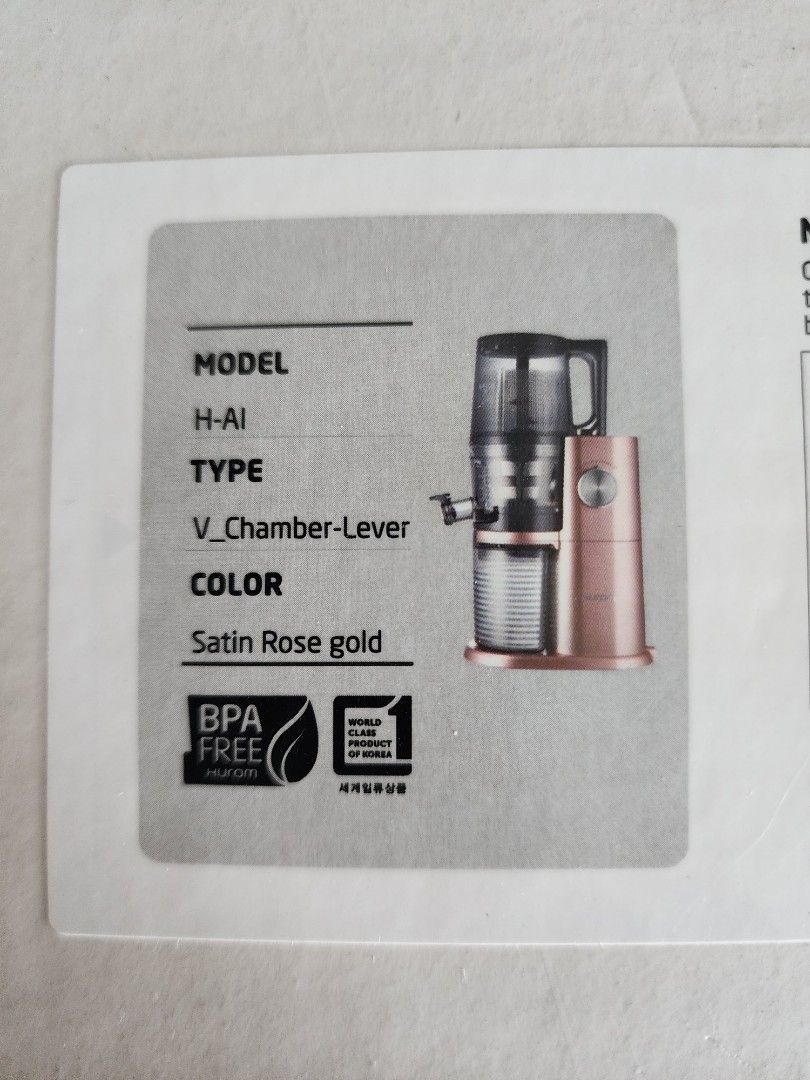 MODEL
H-AI
TYPE
V_Chamber-Lever
COLOR
Satin Rose gold
BPA
FREE
Hurom
WORLD
CLASS
PRODUCT
OF KOREA
1
세계일류상품